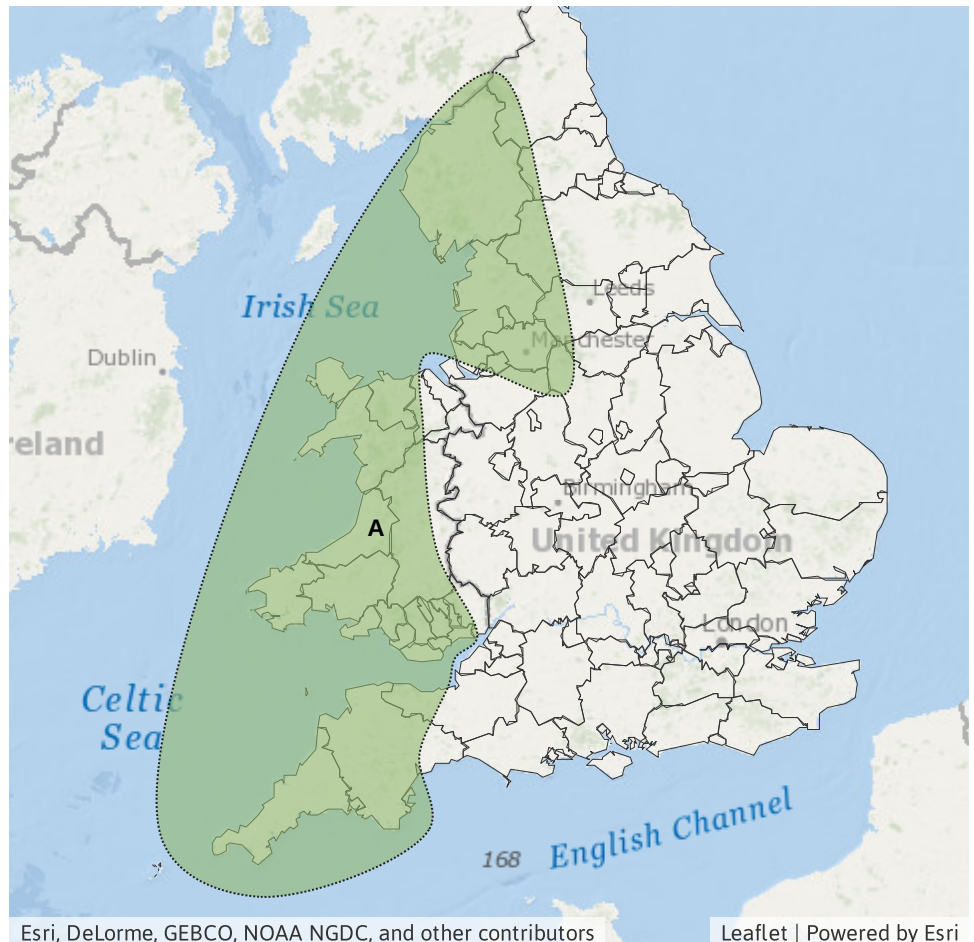 Irish Sea
Leeds
Manchester
Dublin
reland
Birmingham
A
United Kingdom
London
Celtic
Sea
English Channel
168
Esri, DeLorme, GEBCO, NOAA NGDC, and other contributors
Leaflet | Powered by Esri